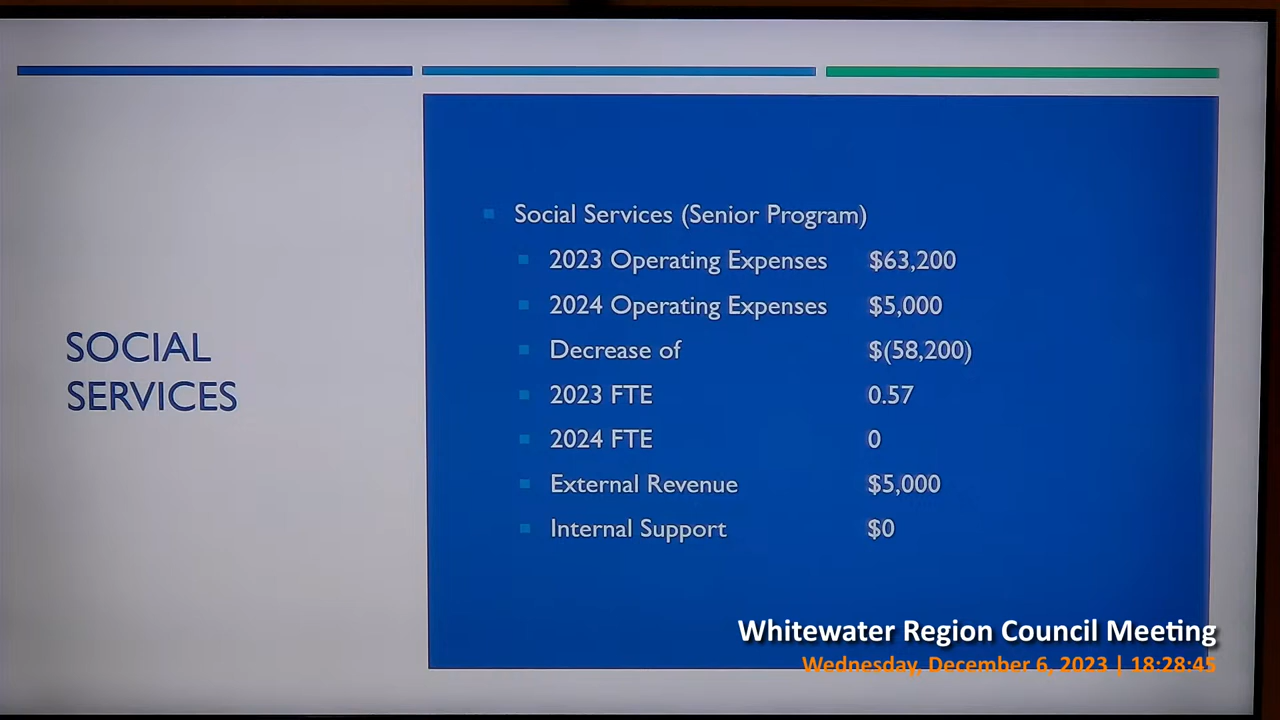 SOCIAL
SERVICES
Social Services (Senior Program)
2023 Operating Expenses $63,200
2024 Operating Expenses $5,000
Decrease of $(58,200)
2023 FTE 0.57
2024 FTE 0
External Revenue $5,000
Internal Support $0
Whitewater Region Council Meeting
Wednesday, December 6, 2023 | 18:28:45